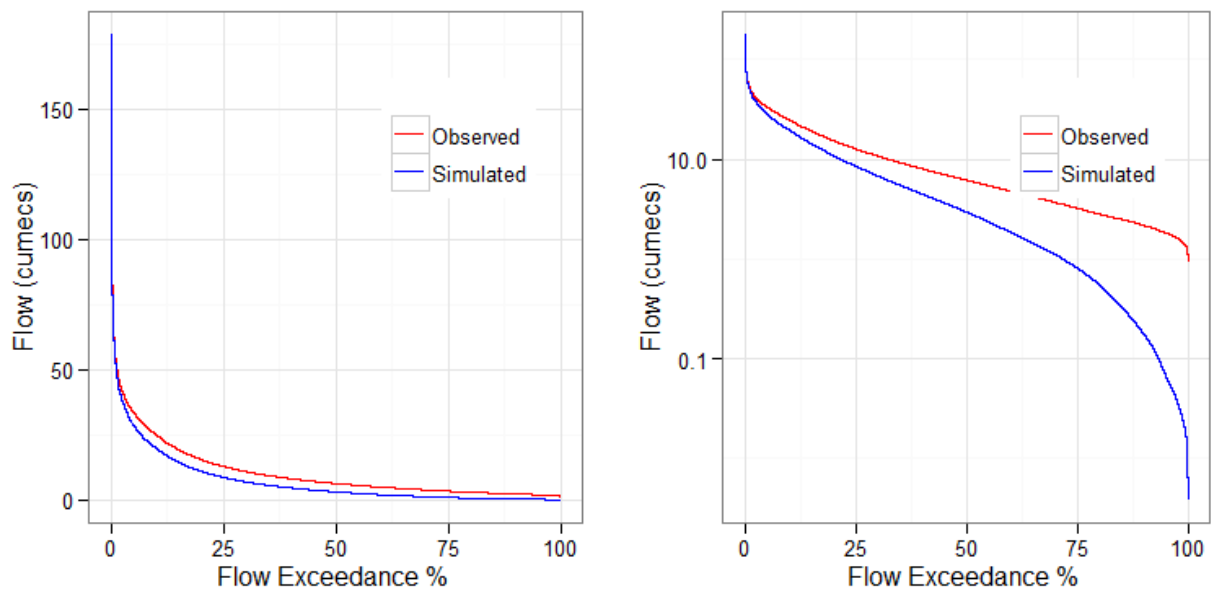 150
100
50
0
Flow (cumecs)
Observed
Simulated
0 25 50 75 100
Flow Exceedance %
10.0
0.1
Flow (cumecs)
Observed
Simulated
0 25 50 75 100
Flow Exceedance %